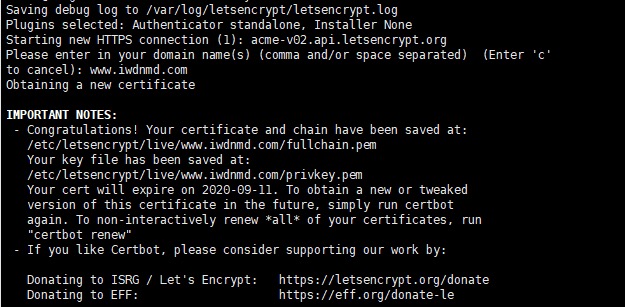 Saving debug log to /var/log/letsencrypt/letsencrypt.log
Plugins selected: Authenticator standalone, Installer None
Starting new HTTPS connection (1): acme-v02.api.letsencrypt.org
Please enter in your domain name(s) (comma and/or space separated)  (Enter 'c'
to cancel): www.iwdnmd.com
Obtaining a new certificate

IMPORTANT NOTES:
 - Congratulations! Your certificate and chain have been saved at:
   /etc/letsencrypt/live/www.iwdnmd.com/fullchain.pem
   Your key file has been saved at:
   /etc/letsencrypt/live/www.iwdnmd.com/privkey.pem
   Your cert will expire on 2020-09-11. To obtain a new or tweaked
   version of this certificate in the future, simply run certbot
   again. To non-interactively renew *all* of your certificates, run
   "certbot renew"
 - If you like Certbot, please consider supporting our work by:

   Donating to ISRG / Let's Encrypt:   https://letsencrypt.org/donate
   Donating to EFF:                    https://eff.org/donate-le